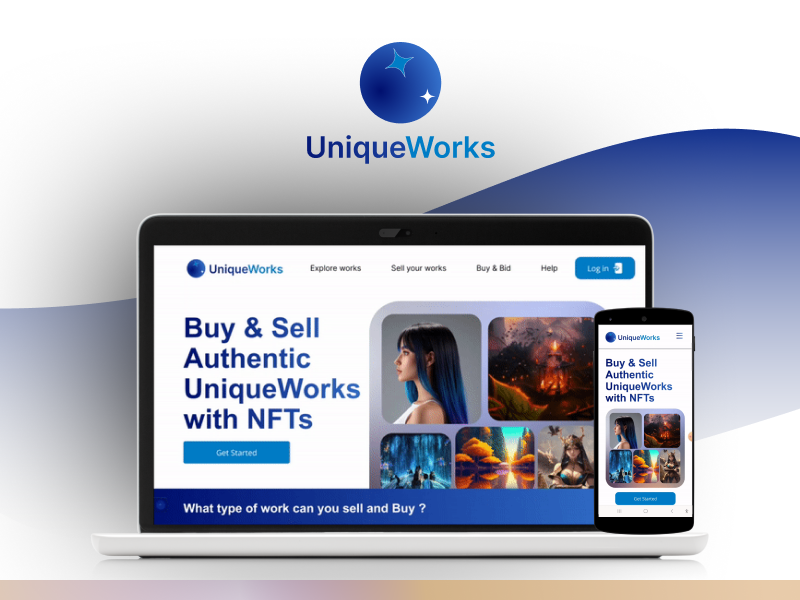 UniqueWorks
UniqueWorks
Explore works
Sell your works
Buy & Bid
Help
Log in
Buy & Sell
Authentic
UniqueWorks
with NFTs
Get Started
What type of work can you sell and Buy ?
UniqueWorks
Buy & Sell
Authentic
UniqueWorks
with NFTs
Get Started